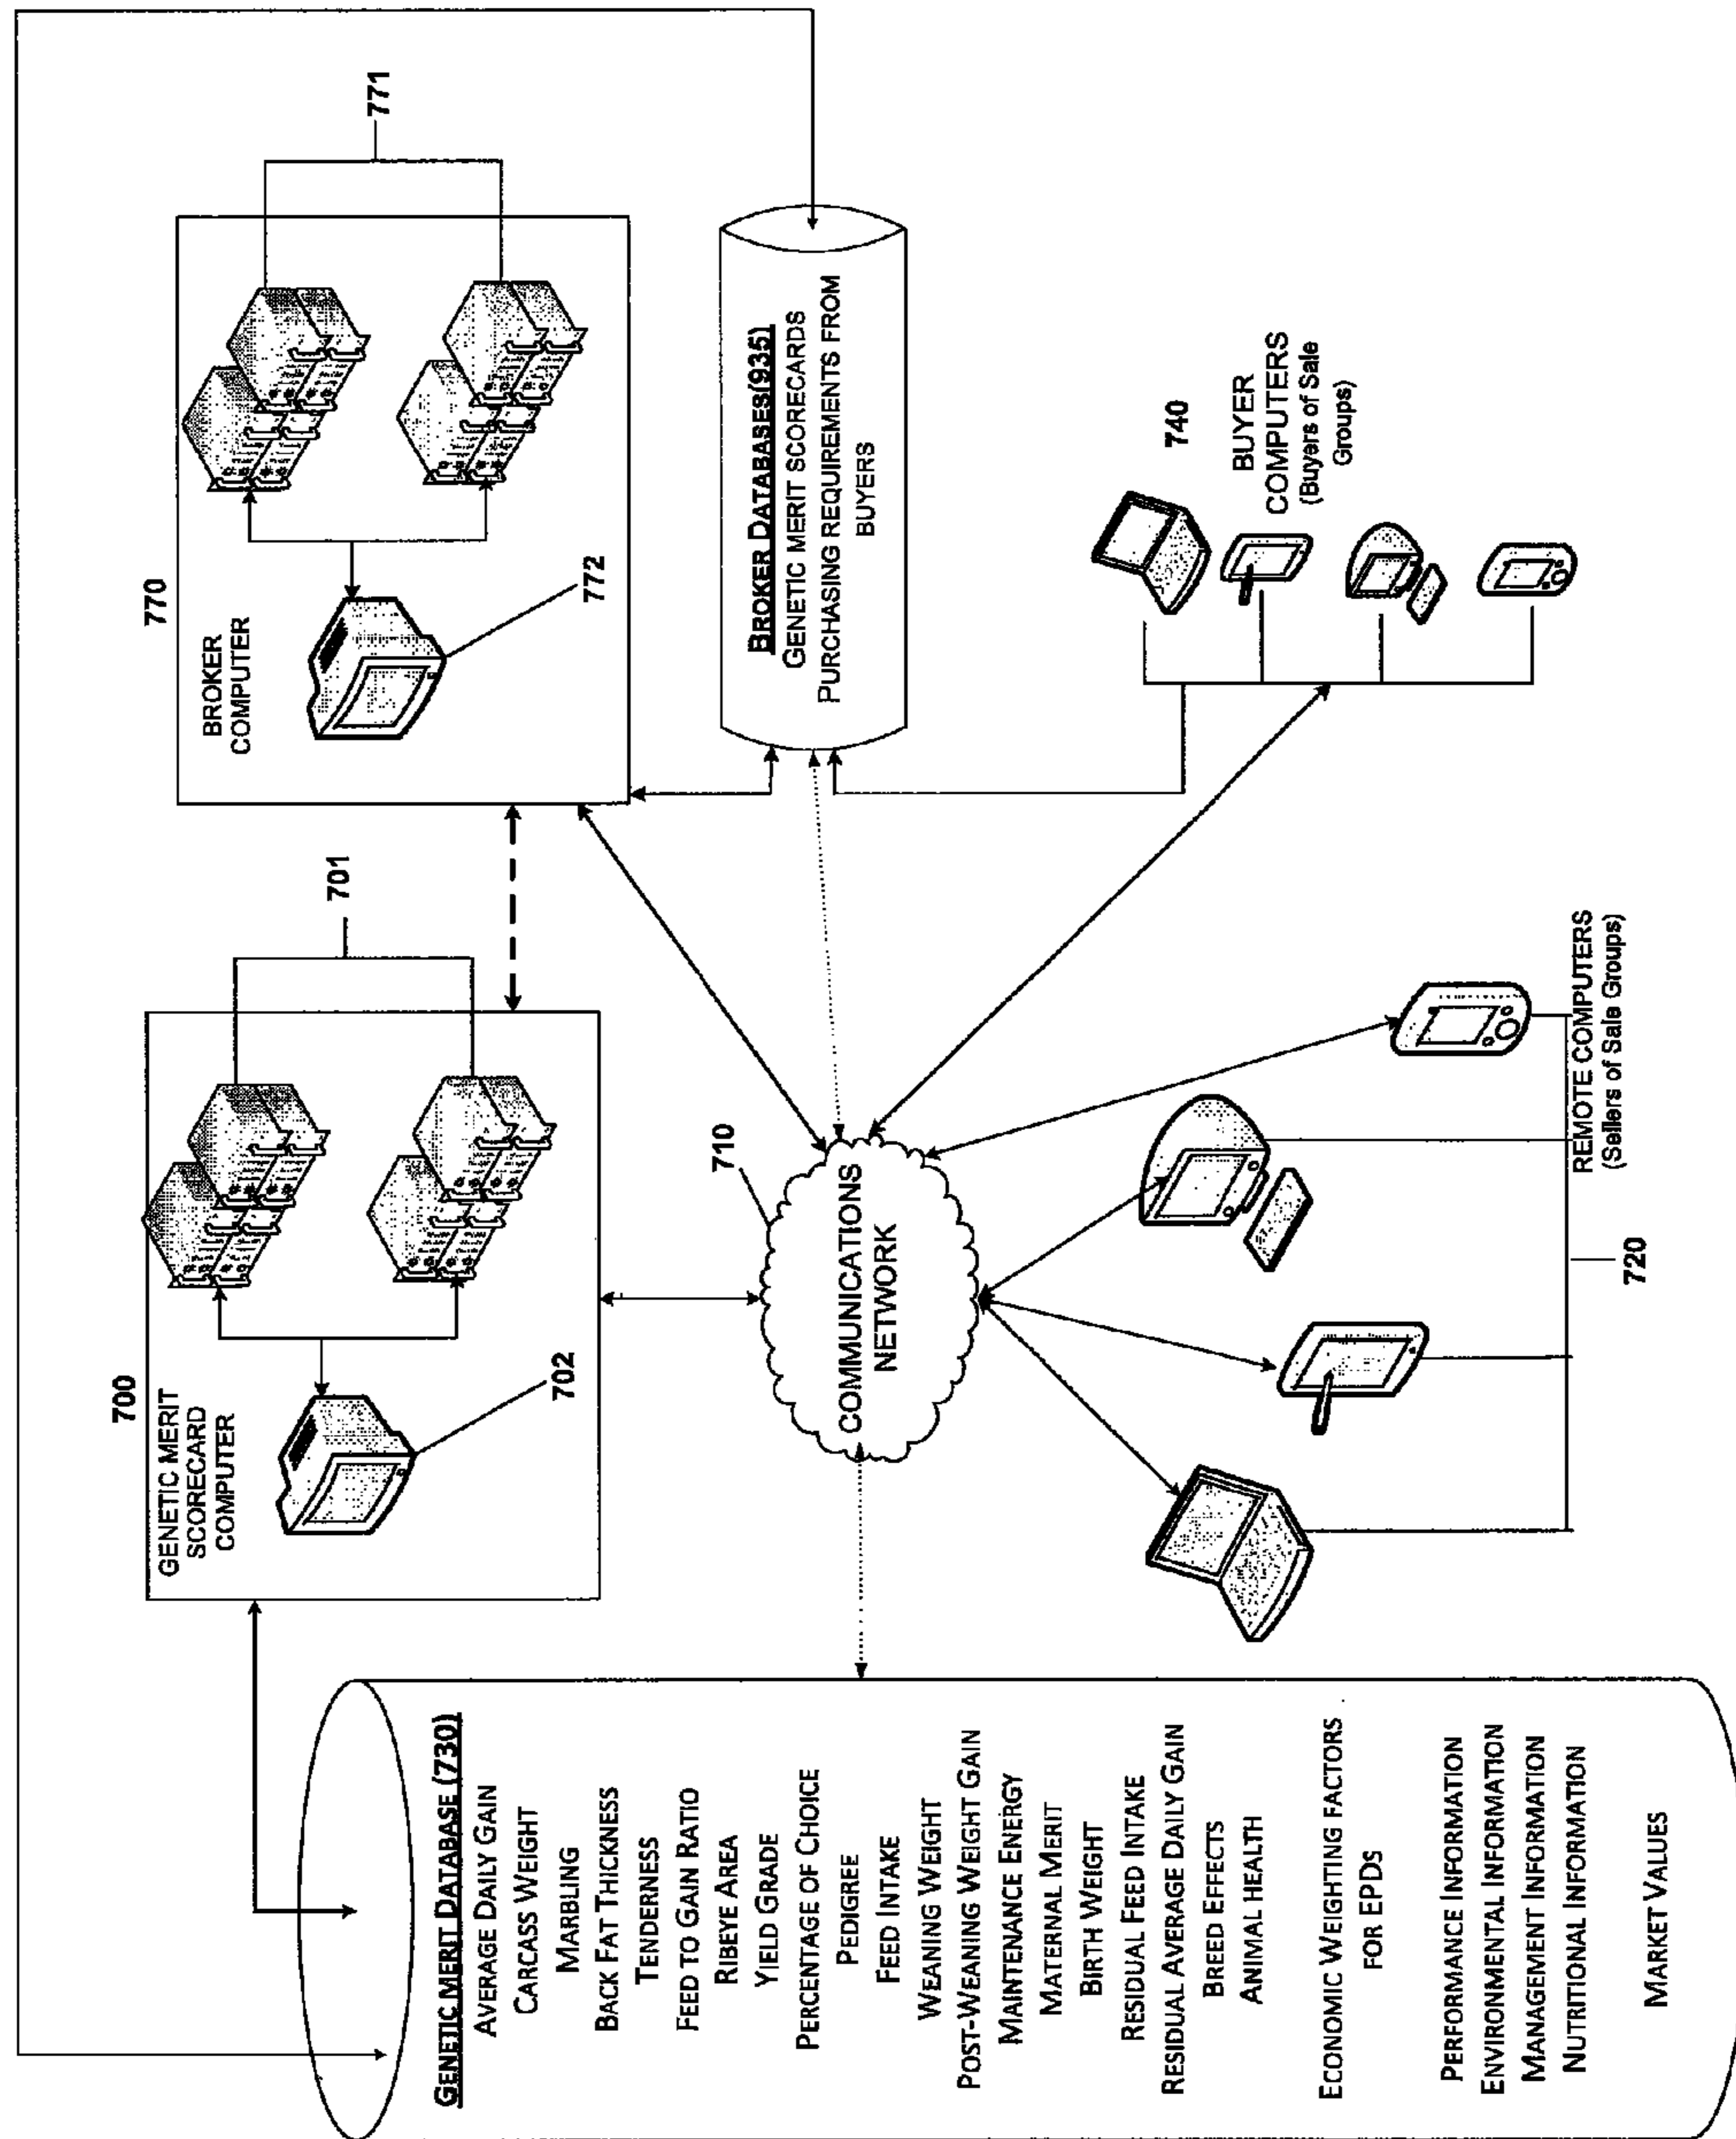 GENETIC MERIT DATABASE (730)
AVERAGE DAILY GAIN
CARCASS WEIGHT
MARBLING
BACK FAT THICKNESS
TENDERNESS
FEED TO GAIN RATIO
RIBEYE AREA
YIELD GRADE
PERCENTAGE OF CHOICE
PEDIGREE
FEED INTAKE
WEANING WEIGHT
POST-WEANING WEIGHT GAIN
MAINTENANCE ENERGY
MATERNAL MERIT
BIRTH WEIGHT
RESIDUAL FEED INTAKE
RESIDUAL AVERAGE DAILY GAIN
BREED EFFECTS
ANIMAL HEALTH
ECONOMIC WEIGHTING FACTORS
FOR EPDS
PERFORMANCE INFORMATION
ENVIRONMENTAL INFORMATION
MANAGEMENT INFORMATION
NUTRITIONAL INFORMATION
MARKET VALUES
700
GENETIC MERIT
SCORECARD
COMPUTER
702
701
710
COMMUNICATIONS
NETWORK
720
REMOTE COMPUTERS
(Sellers of Sale Groups)
770
BROKER
COMPUTER
772
771
BROKER DATABASES(935)
GENETIC MERIT SCORECARDS
PURCHASING REQUIREMENTS FROM
BUYERS
740
BUYER
COMPUTERS
(Buyers of Sale
Groups)